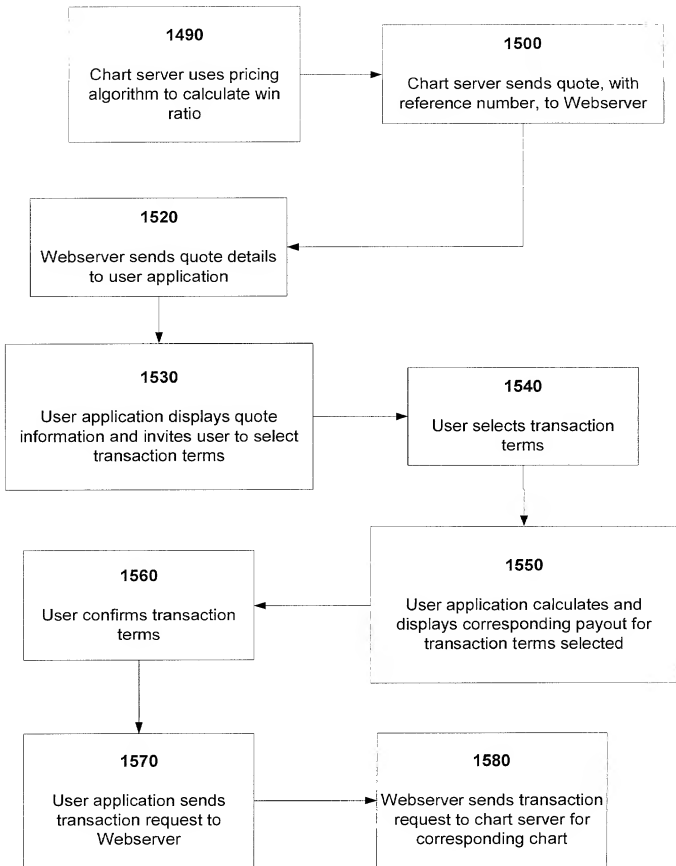 1490
Chart server uses pricing
algorithm to calculate win
ratio
1500
Chart server sends quote, with
reference number, to Webserver
1520
Webserver sends quote details
to user application
1530
User application displays quote
information and invites user to select
transaction terms
1540
User selects transaction
terms
1550
User application calculates and
displays corresponding payout for
transaction terms selected
1560
User confirms transaction
terms
1570
User application sends
transaction request to
Webserver
1580
Webserver sends transaction
request to chart server for
corresponding chart